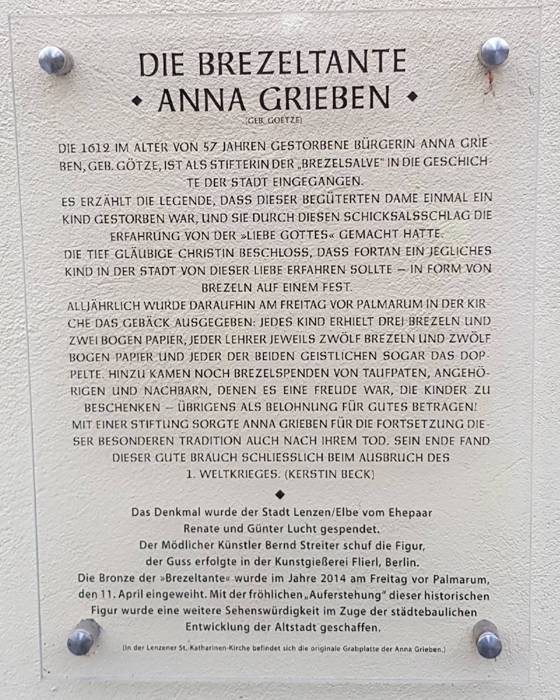 DIE BREZELTANTE
◆ ANNA GRIEBEN ◆
(GEB. GOETZE)
DIE 1612 IM ALTER VON 57 JAHREN GESTORBENE BÜRGERIN ANNA GRIE-
BEN, GEB. GÖTZE, IST ALS STIFTERIN DER „BREZELSALVE" IN DIE GESCHICH-
TE DER STADT EINGEGANGEN.
ES ERZÄHLT DIE LEGENDE, DASS DIESER BEGÜTERTEN DAME EINMAL EIN
KIND GESTORBEN WAR, UND SIE DURCH DIESEN SCHICKSALSSCHLAG DIE
ERFAHRUNG VON DER »LIEBE GOTTES« GEMACHT HATTE.
DIE TIEF GLÄUBIGE CHRISTIN BESCHLOSS, DASS FORTAN EIN JEGLICHES
KIND IN DER STADT VON DIESER LIEBE ERFAHREN SOLLTE – IN FORM VON
BREZELN AUF EINEM FEST.
ALLJÄHRLICH WURDE DARAUFHIN AM FREITAG VOR PALMARUM IN DER KIR-
CHE DAS GEBÄCK AUSGEGEBEN: JEDES KIND ERHIELT DREI BREZELN UND
ZWEI BOGEN PAPIER, JEDER LEHRER JEWEILS ZWÖLF BREZELN UND ZWÖLF
BOGEN PAPIER UND JEDER DER BEIDEN GEISTLICHEN SOGAR DAS DOP-
PELTE. HINZU KAMEN NOCH BREZELSPENDEN VON TAUFPATEN, ANGEHÖ-
RIGEN UND NACHBARN, DENEN ES EINE FREUDE WAR, DIE KINDER ZU
BESCHENKEN – ÜBRIGENS ALS BELOHNUNG FÜR GUTES BETRAGEN!
MIT EINER STIFTUNG SORGTE ANNA GRIEBEN FÜR DIE FORTSETZUNG DIE-
SER BESONDEREN TRADITION AUCH NACH IHREM TOD. SEIN ENDE FAND
DIESER GUTE BRAUCH SCHLIESSLICH BEIM AUSBRUCH DES
1. WELTKRIEGES. (KERSTIN BECK)
◆
Das Denkmal wurde der Stadt Lenzen/Elbe vom Ehepaar
Renate und Günter Lucht gespendet.
Der Mödlicher Künstler Bernd Streiter schuf die Figur,
der Guss erfolgte in der Kunstgießerei Flierl, Berlin.
Die Bronze der »Brezeltante« wurde im Jahre 2014 am Freitag vor Palmarum,
den 11. April eingeweiht. Mit der fröhlichen „Auferstehung" dieser historischen
Figur wurde eine weitere Sehenswürdigkeit im Zuge der städtebaulichen
Entwicklung der Altstadt geschaffen.
(In der Lenzener St. Katharinen-Kirche befindet sich die originale Grabplatte der Anna Grieben.)